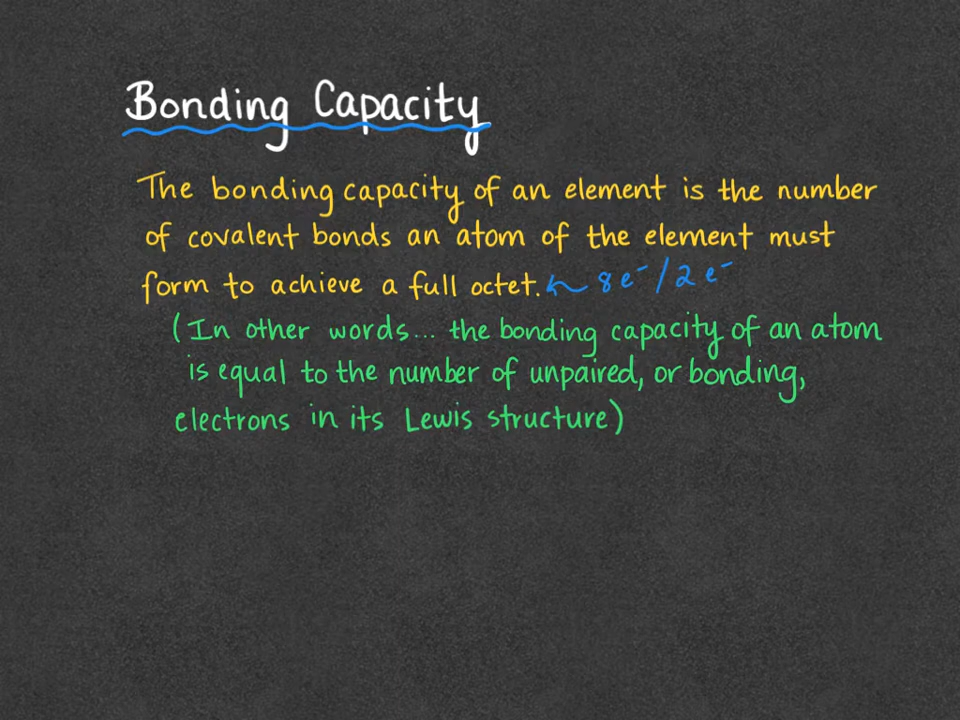 Bonding Capacity
The bonding capacity of an element is the number
of covalent bonds an atom of the element must
form to achieve a full octet. 8 e⁻ / 2 e⁻
(In other words... the bonding capacity of an atom
is equal to the number of unpaired, or bonding,
electrons in its Lewis structure)